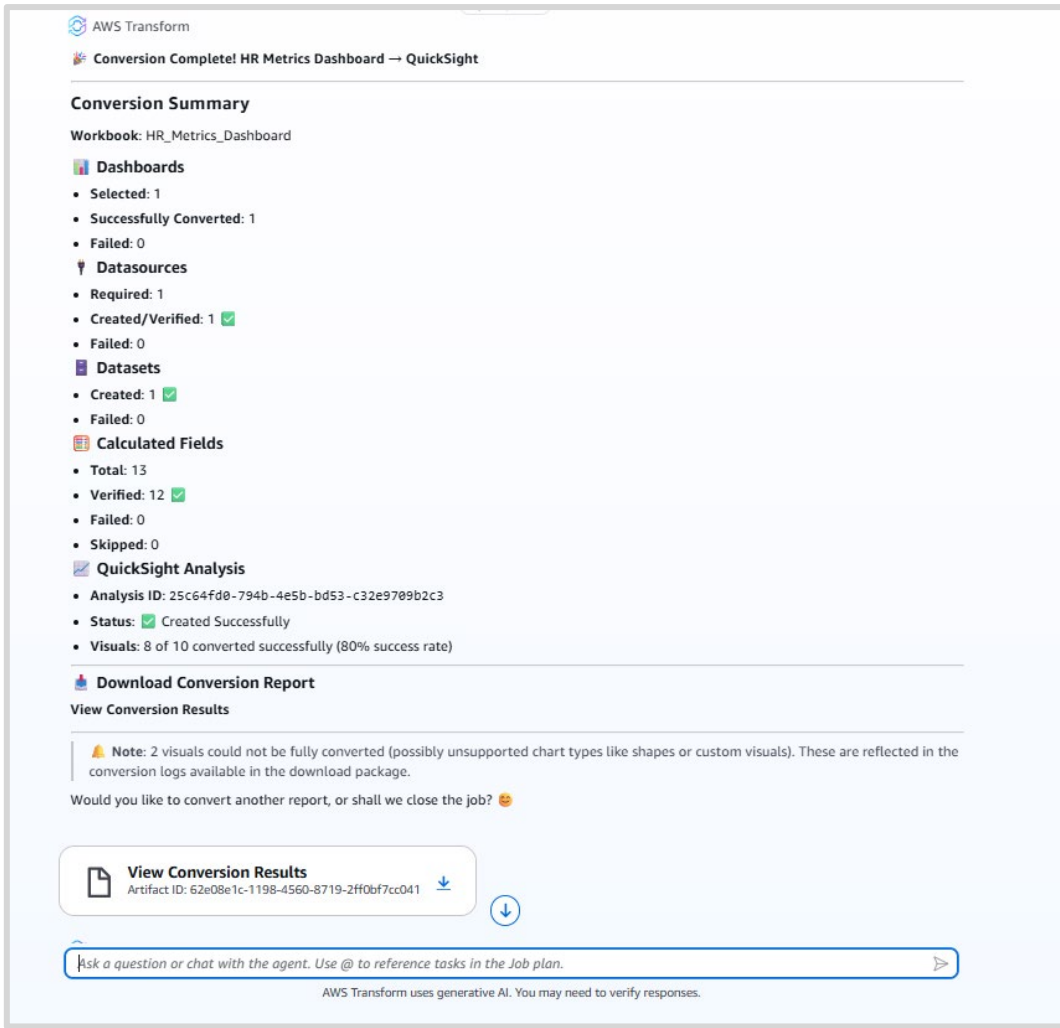 AWS Transform
🎉 Conversion Complete! HR Metrics Dashboard → QuickSight
Conversion Summary
Workbook: HR_Metrics_Dashboard
📊 Dashboards
• Selected: 1
• Successfully Converted: 1
• Failed: 0
🔌 Datasources
• Required: 1
• Created/Verified: 1 ✅
• Failed: 0
🗄️ Datasets
• Created: 1 ✅
• Failed: 0
🧮 Calculated Fields
• Total: 13
• Verified: 12 ✅
• Failed: 0
• Skipped: 0
📈 QuickSight Analysis
• Analysis ID: 25c64fd0-794b-4e5b-bd53-c32e9709b2c3
• Status: ✅ Created Successfully
• Visuals: 8 of 10 converted successfully (80% success rate)
📥 Download Conversion Report
View Conversion Results
🔔 Note: 2 visuals could not be fully converted (possibly unsupported chart types like shapes or custom visuals). These are reflected in the
conversion logs available in the download package.
Would you like to convert another report, or shall we close the job? 😊
View Conversion Results
Artifact ID: 62e08e1c-1198-4560-8719-2ff0bf7cc041
Ask a question or chat with the agent. Use @ to reference tasks in the Job plan.
AWS Transform uses generative AI. You may need to verify responses.